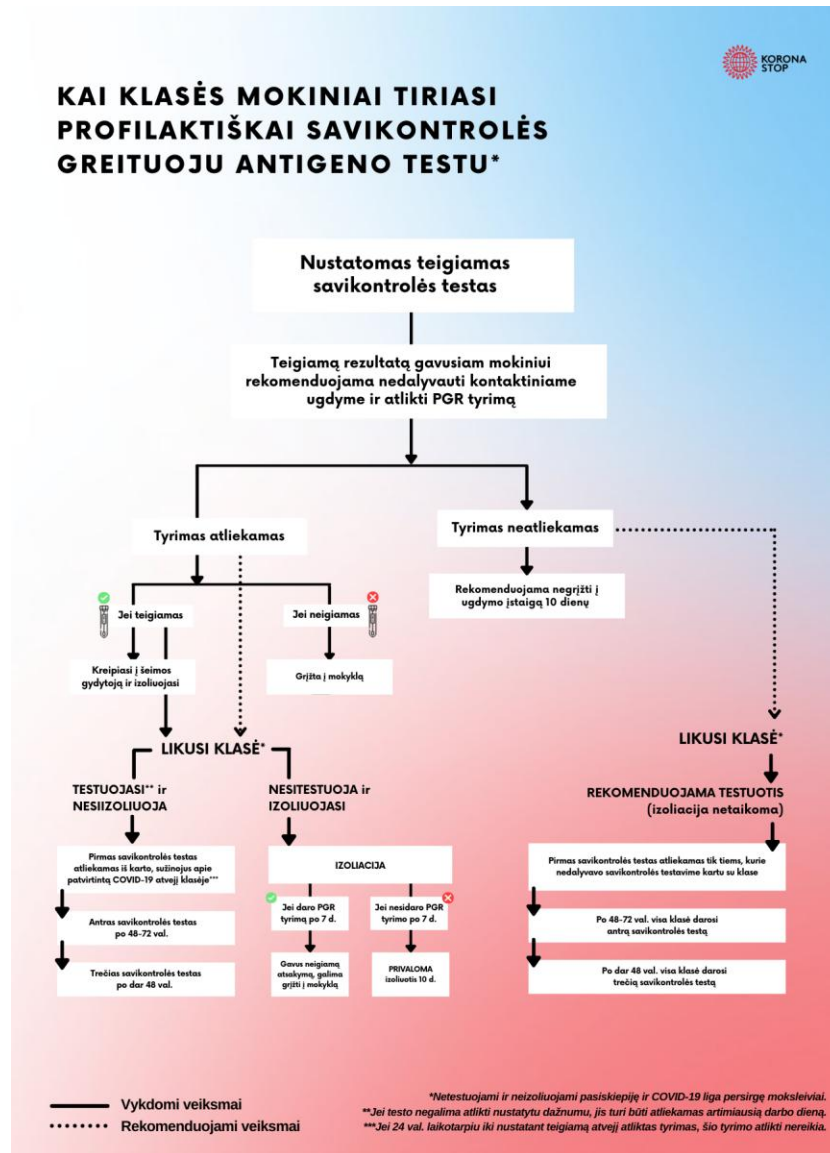 KORONA
STOP
KAI KLASĖS MOKINIAI TIRIASI
PROFILAKTIŠKAI SAVIKONTROLĖS
GREITUOJU ANTIGENO TESTU*
Nustatomas teigiamas
savikontrolės testas
Teigiamą rezultatą gavusiam mokiniui
rekomenduojama nedalyvauti kontaktiniame
ugdyme ir atlikti PGR tyrimą
Tyrimas atliekamas
Tyrimas neatliekamas
Rekomenduojama negrįžti į
ugdymo įstaigą 10 dienų
Jei teigiamas
Jei neigiamas
Kreipiasi į šeimos
gydytoją ir izoliuojasi
Grįžta į mokyklą
LIKUSI KLASĖ*
TESTUOJASI** ir
NESIIZOLIUOJA
NESITESTUOJA ir
IZOLIUOJASI
Pirmas savikontrolės testas
atliekamas iš karto, sužinojus apie
patvirtintą COVID-19 atvejį klasėje***
Antras savikontrolės testas
po 48-72 val.
Trečias savikontrolės testas
po dar 48 val.
IZOLIACIJA
Jei daro PGR
tyrimą po 7 d.
Jei nesidaro PGR
tyrimo po 7 d.
Gavus neigiamą
atsakymą, galima
grįžti į mokyklą
PRIVALOMA
izoliuotis 10 d.
LIKUSI KLASĖ*
REKOMENDUOJAMA TESTUOTIS
(izoliacija netaikoma)
Pirmas savikontrolės testas atliekamas tik tiems, kurie
nedalyvavo savikontrolės testavime kartu su klase
Po 48-72 val. visa klasė darosi
antrą savikontrolės testą
Po dar 48 val. visa klasė darosi
trečią savikontrolės testą
Vykdomi veiksmai
Rekomenduojami veiksmai
*Netestuojami ir neizoliuojami pasiskiepiję ir COVID-19 liga persirgę moksleiviai.
**Jei testo negalima atlikti nustatytu dažnumu, jis turi būti atliekamas artimiausią darbo dieną.
***Jei 24 val. laikotarpiu iki nustatant teigiamą atvejį atliktas tyrimas, šio tyrimo atlikti nereikia.